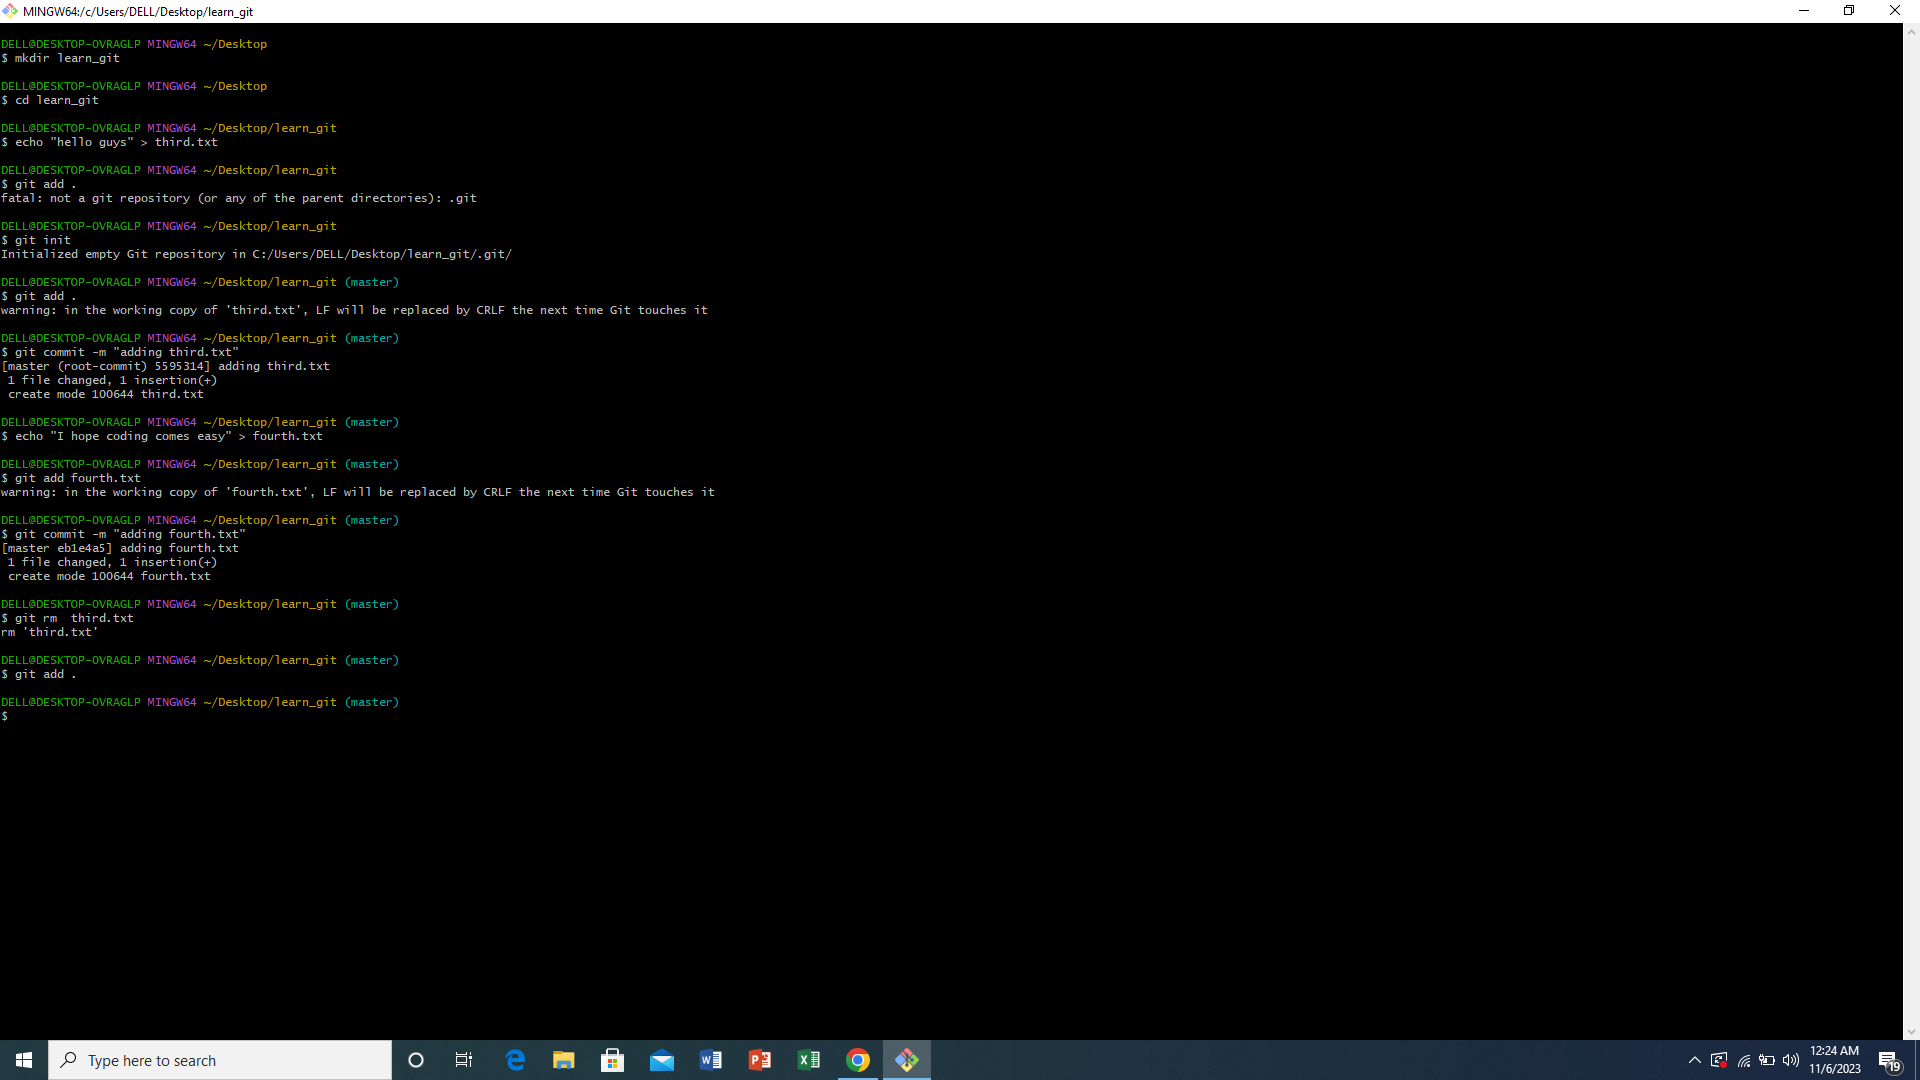 MINGW64:/c/Users/DELL/Desktop/learn_git
DELL@DESKTOP-OVRAGLP MINGW64 ~/Desktop
$ mkdir learn_git
DELL@DESKTOP-OVRAGLP MINGW64 ~/Desktop
$ cd learn_git
DELL@DESKTOP-OVRAGLP MINGW64 ~/Desktop/learn_git
$ echo "hello guys" > third.txt
DELL@DESKTOP-OVRAGLP MINGW64 ~/Desktop/learn_git
$ git add .
fatal: not a git repository (or any of the parent directories): .git
DELL@DESKTOP-OVRAGLP MINGW64 ~/Desktop/learn_git
$ git init
Initialized empty Git repository in C:/Users/DELL/Desktop/learn_git/.git/
DELL@DESKTOP-OVRAGLP MINGW64 ~/Desktop/learn_git (master)
$ git add .
warning: in the working copy of 'third.txt', LF will be replaced by CRLF the next time Git touches it
DELL@DESKTOP-OVRAGLP MINGW64 ~/Desktop/learn_git (master)
$ git commit -m "adding third.txt"
[master (root-commit) 5595314] adding third.txt
 1 file changed, 1 insertion(+)
 create mode 100644 third.txt
DELL@DESKTOP-OVRAGLP MINGW64 ~/Desktop/learn_git (master)
$ echo "I hope coding comes easy" > fourth.txt
DELL@DESKTOP-OVRAGLP MINGW64 ~/Desktop/learn_git (master)
$ git add fourth.txt
warning: in the working copy of 'fourth.txt', LF will be replaced by CRLF the next time Git touches it
DELL@DESKTOP-OVRAGLP MINGW64 ~/Desktop/learn_git (master)
$ git commit -m "adding fourth.txt"
[master eb1e4a5] adding fourth.txt
 1 file changed, 1 insertion(+)
 create mode 100644 fourth.txt
DELL@DESKTOP-OVRAGLP MINGW64 ~/Desktop/learn_git (master)
$ git rm  third.txt
rm 'third.txt'
DELL@DESKTOP-OVRAGLP MINGW64 ~/Desktop/learn_git (master)
$ git add .
DELL@DESKTOP-OVRAGLP MINGW64 ~/Desktop/learn_git (master)
$
Type here to search
12:24 AM
11/6/2023
19